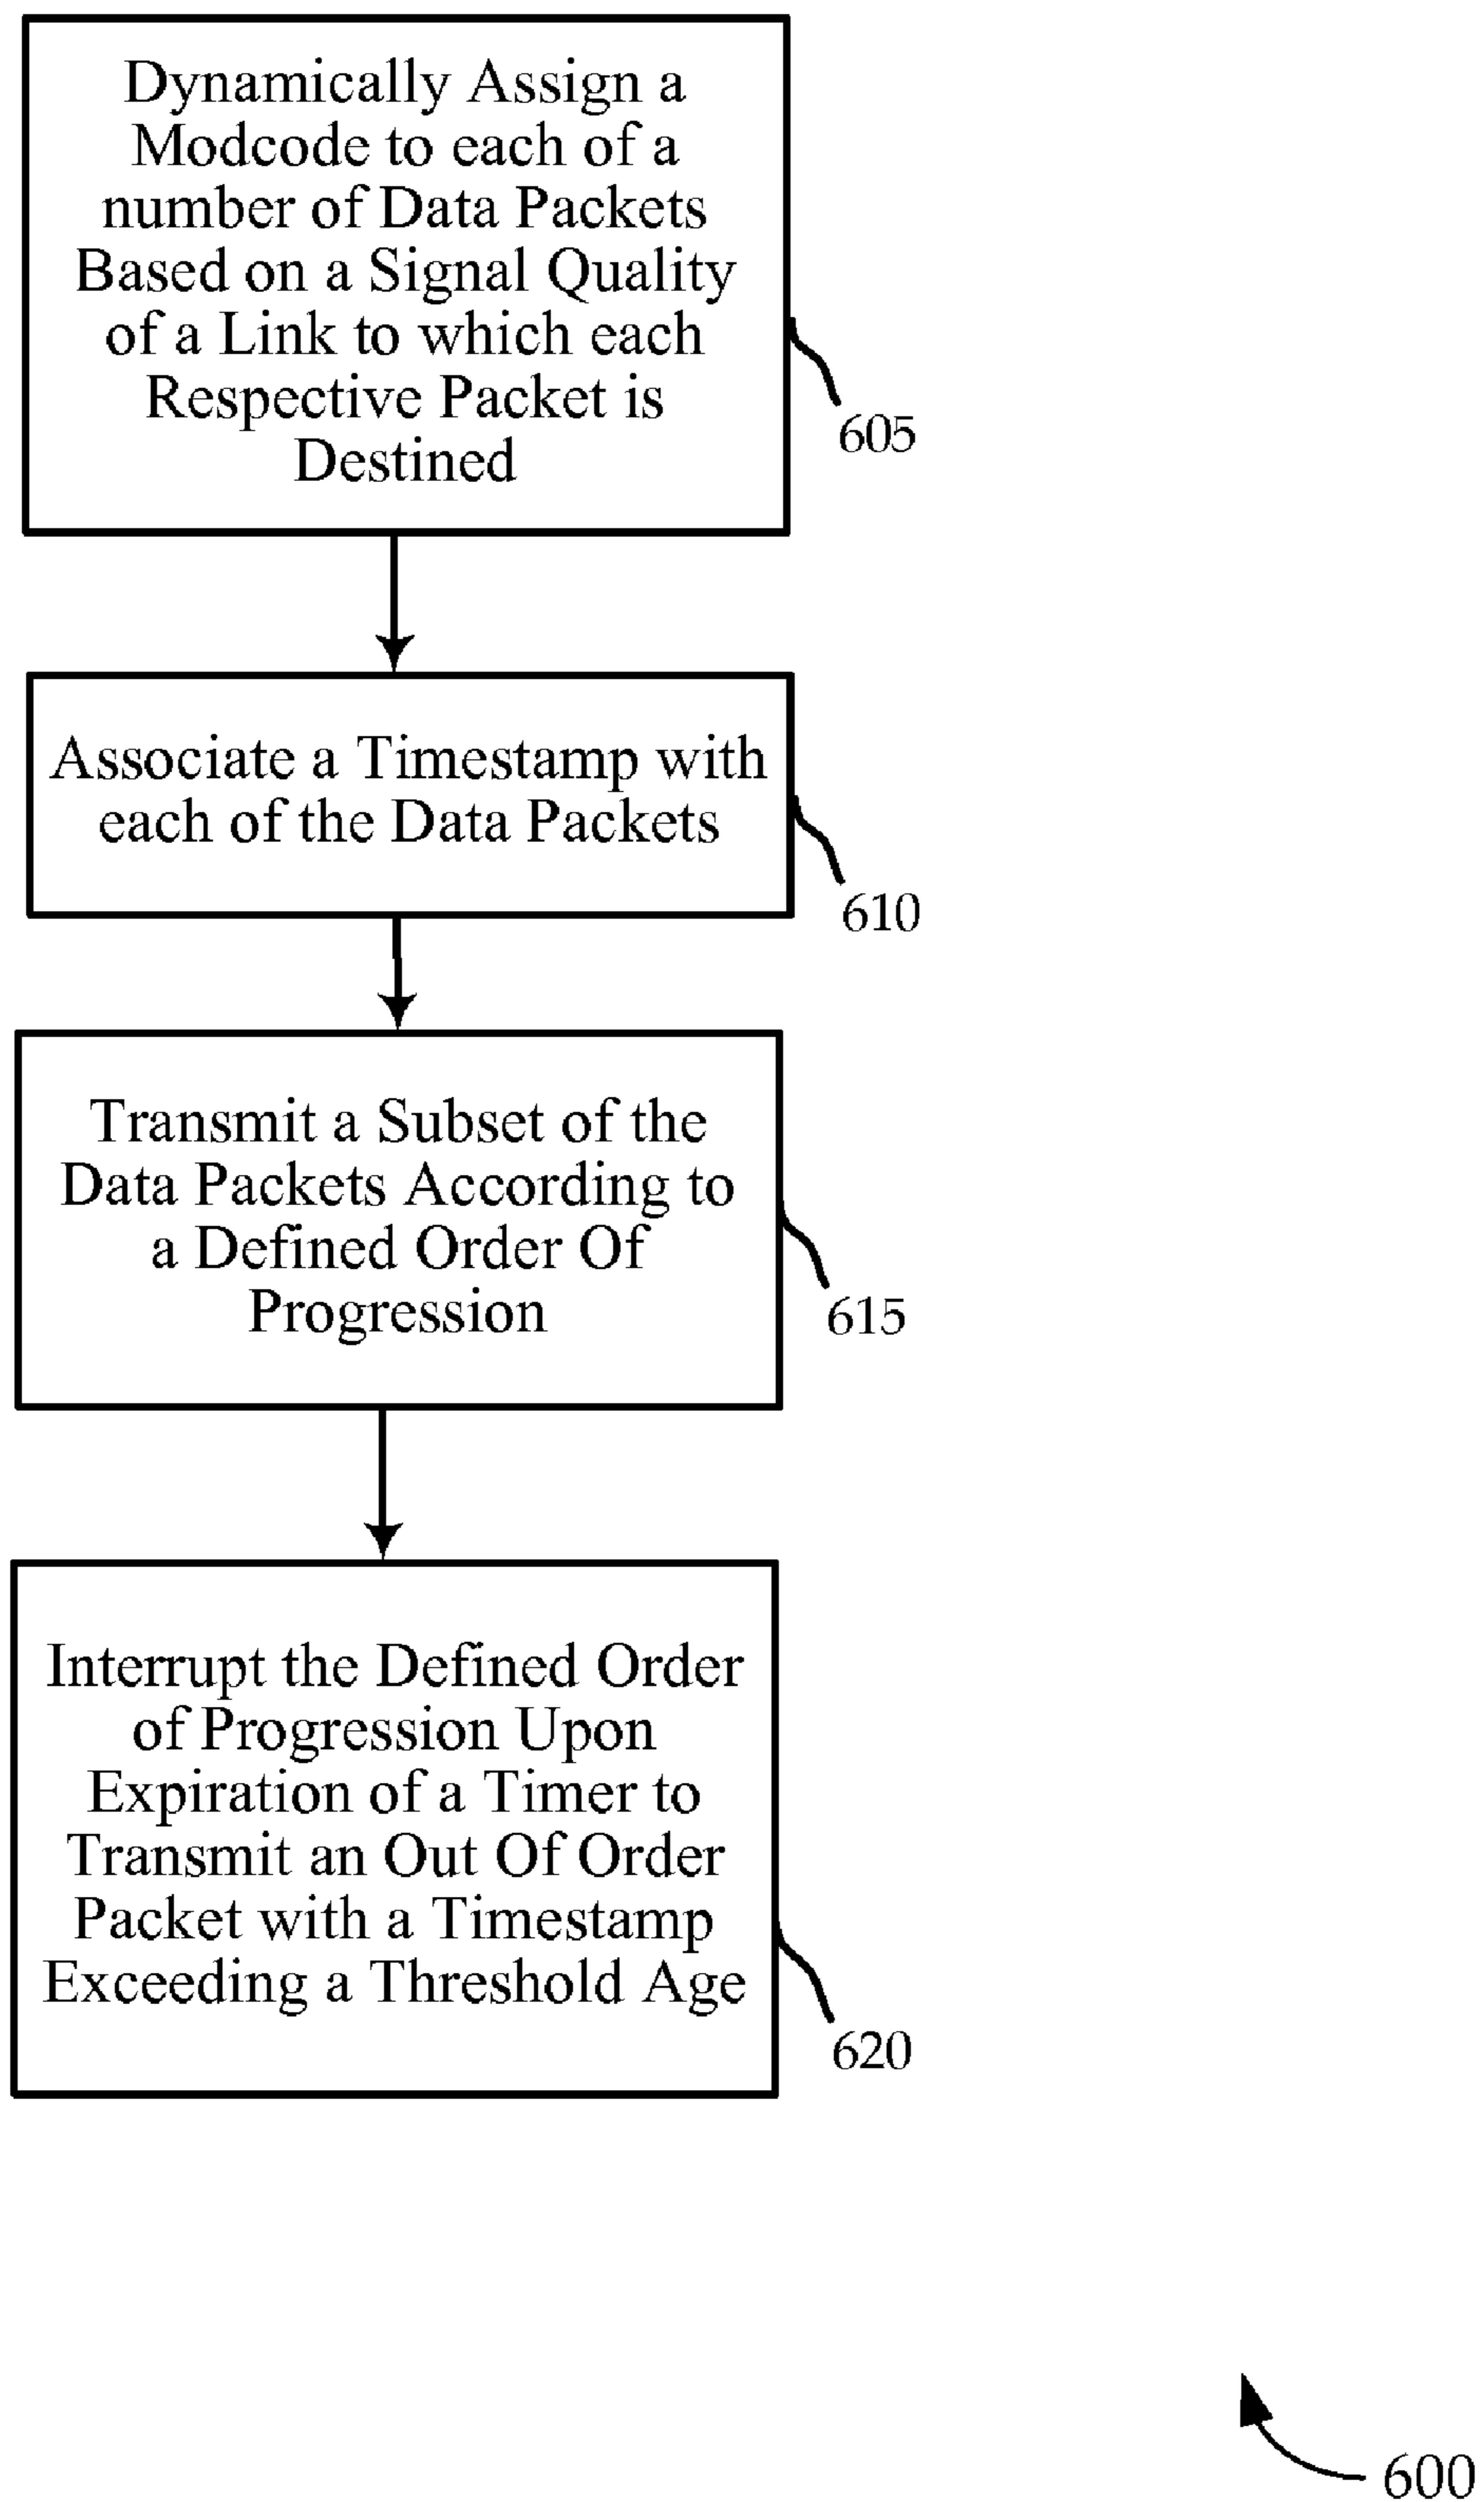 Dynamically Assign a
Modcode to each of a
number of Data Packets
Based on a Signal Quality
of a Link to which each
Respective Packet is
Destined
605
Associate a Timestamp with
each of the Data Packets
610
Transmit a Subset of the
Data Packets According to
a Defined Order Of
Progression
615
Interrupt the Defined Order
of Progression Upon
Expiration of a Timer to
Transmit an Out Of Order
Packet with a Timestamp
Exceeding a Threshold Age
620
600